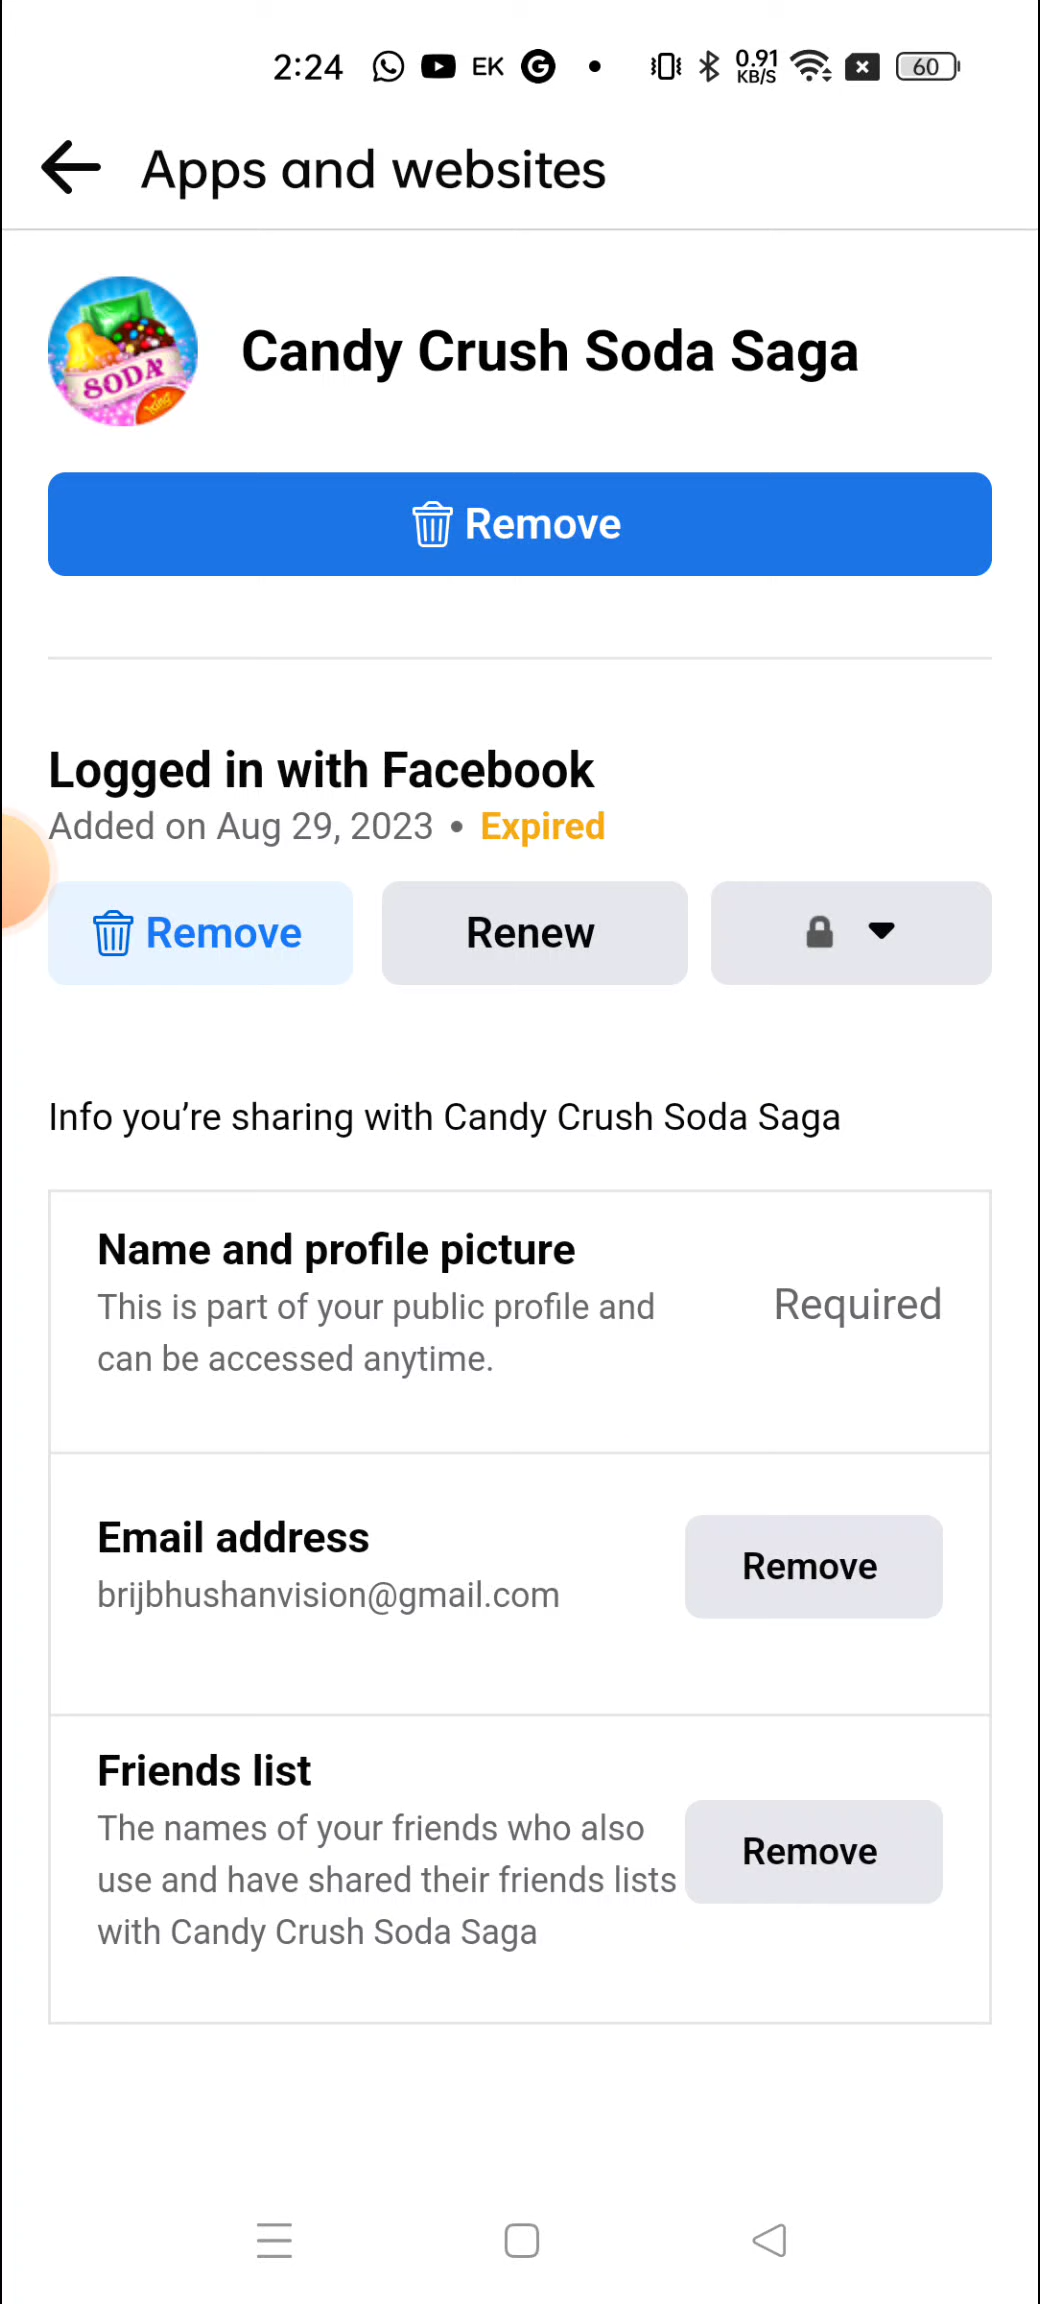 2:24 EK G 0.91 KB/S 60
Apps and websites
SODA
King
Candy Crush Soda Saga
Remove
Logged in with Facebook
Added on Aug 29, 2023 • Expired
Remove Renew
Info you’re sharing with Candy Crush Soda Saga
Name and profile picture
This is part of your public profile and
can be accessed anytime.
Required
Email address
brijbhushanvision@gmail.com
Remove
Friends list
The names of your friends who also
use and have shared their friends lists
with Candy Crush Soda Saga
Remove